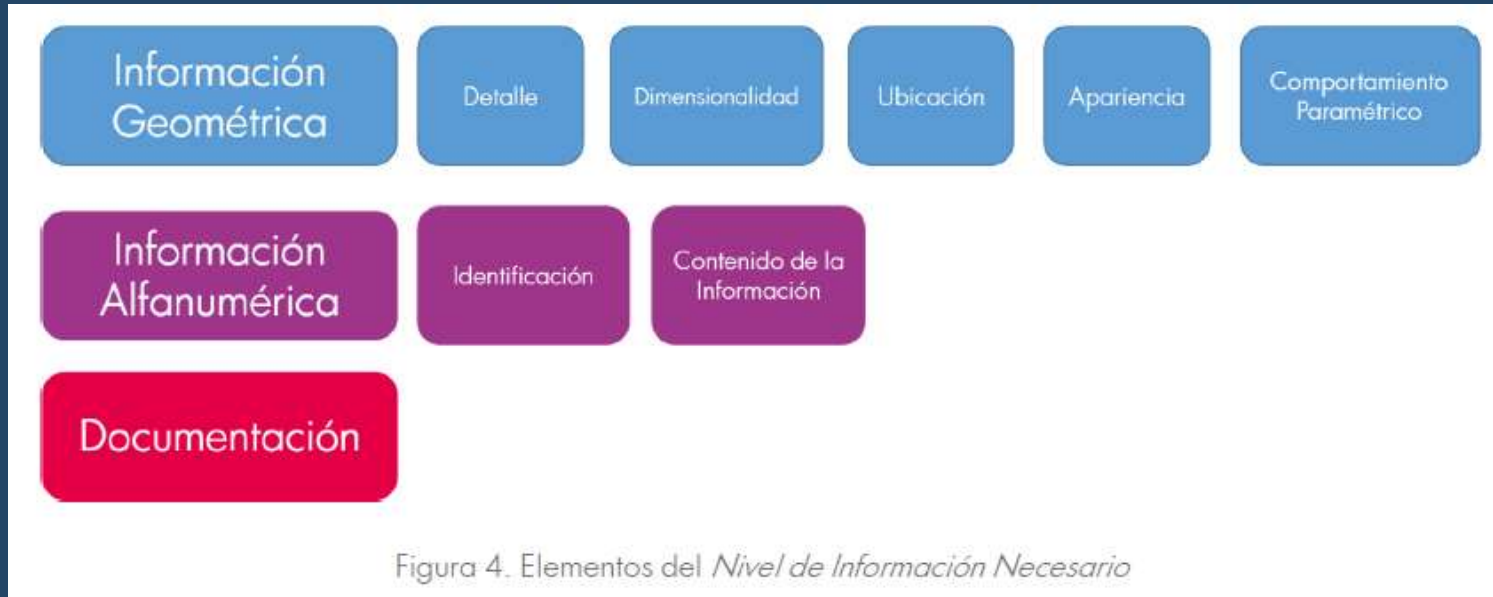 Información
Geométrica
Detalle
Dimensionalidad
Ubicación
Apariencia
Comportamiento
Paramétrico
Información
Alfanumérica
Identificación
Contenido de la
Información
Documentación
Figura 4. Elementos del Nivel de Información Necesario